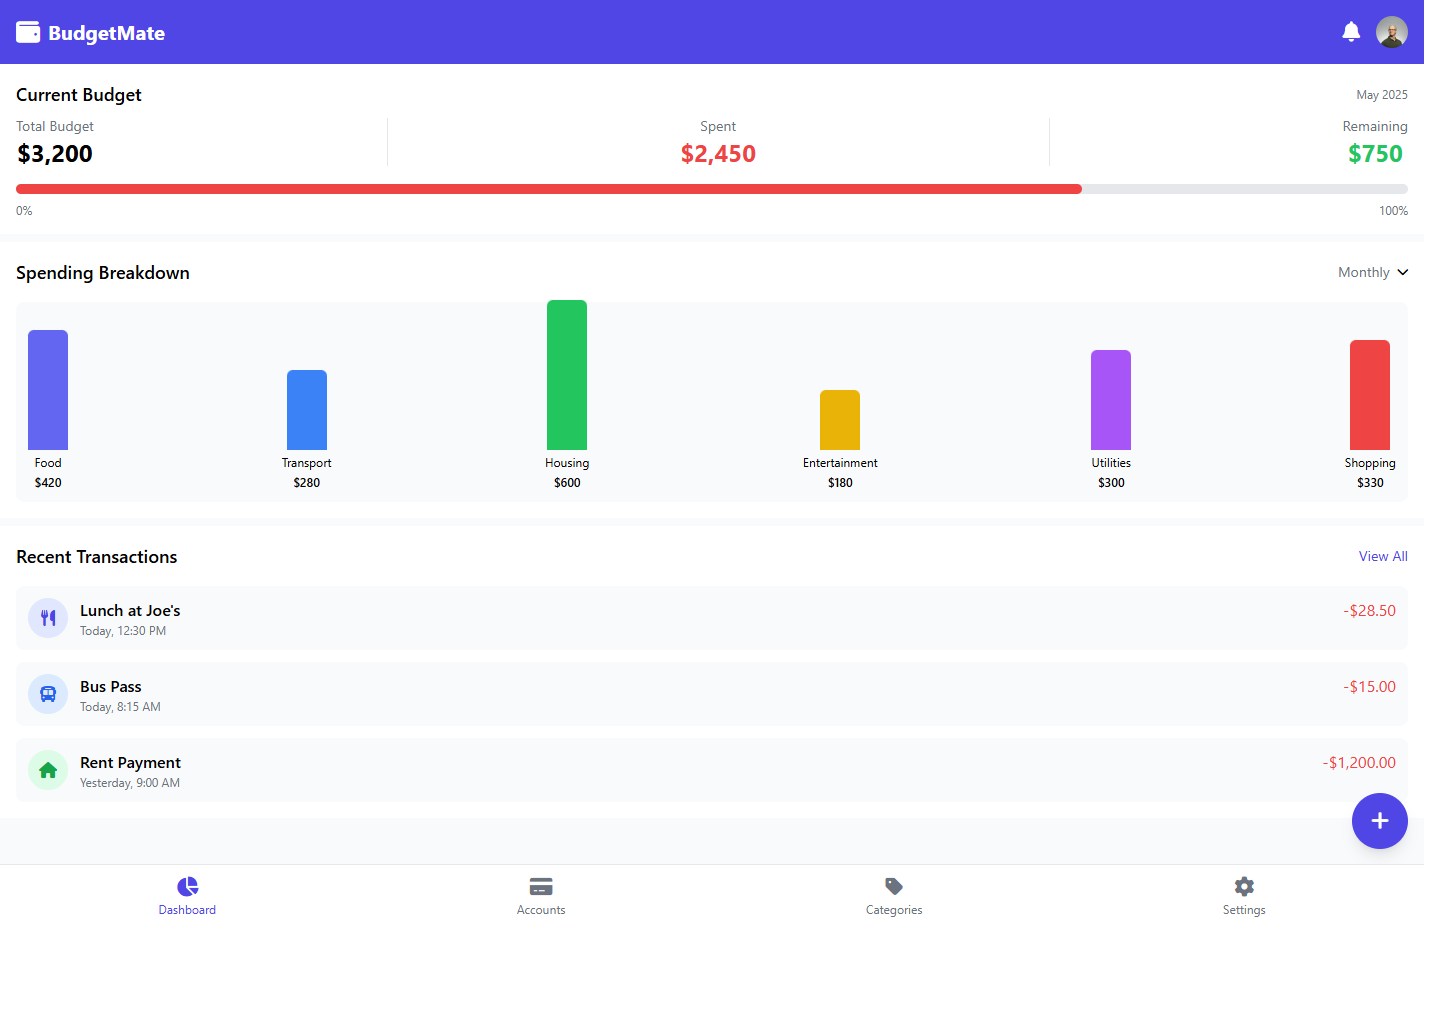 BudgetMate
Current Budget
May 2025
Total Budget
Spent
Remaining
$3,200
$2,450
$750
0%
100%
Spending Breakdown
Monthly
Food
Transport
Housing
Entertainment
Utilities
Shopping
$420
$280
$600
$180
$300
$330
Recent Transactions
View All
Lunch at Joe's
-$28.50
Today, 12:30 PM
Bus Pass
-$15.00
Today, 8:15 AM
Rent Payment
-$1,200.00
Yesterday, 9:00 AM
Dashboard
Accounts
Categories
Settings